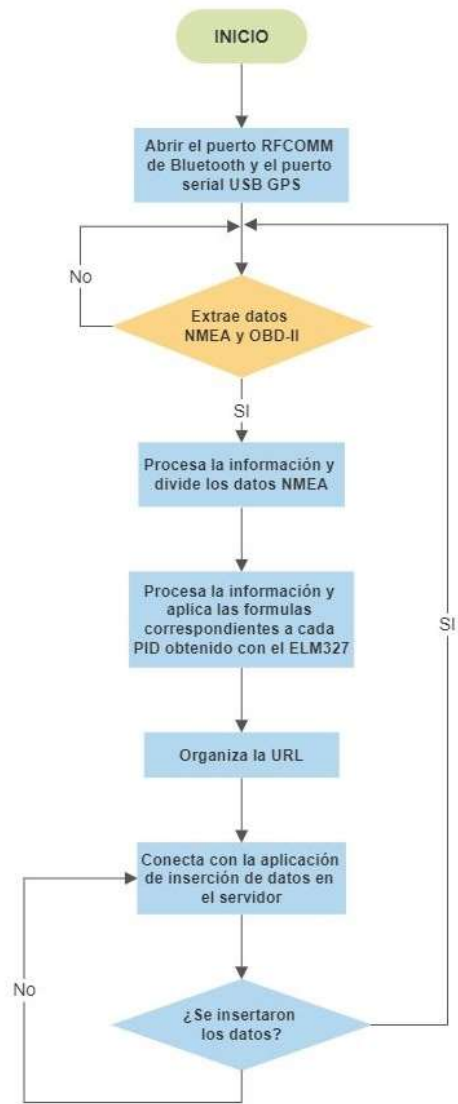 INICIO
Abrir el puerto RFCOMM
de Bluetooth y el puerto
serial USB GPS
No
Extrae datos
NMEA y OBD-II
SI
Procesa la información y
divide los datos NMEA
Procesa la información y
aplica las formulas
correspondientes a cada
PID obtenido con el ELM327
SI
Organiza la URL
Conecta con la aplicación
de inserción de datos en
el servidor
No
¿Se insertaron
los datos?